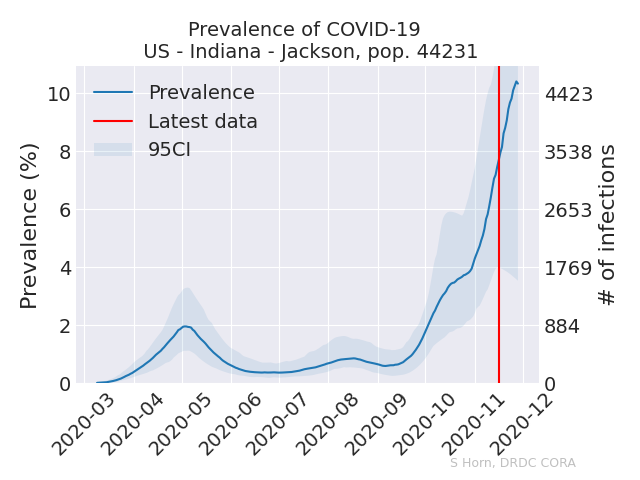 Prevalence of COVID-19
US - Indiana - Jackson, pop. 44231
Prevalence
Latest data
95CI
Prevalence (%)
10
8
6
4
2
0
4423
3538
2653
1769
884
0
# of infections
2020-03
2020-04
2020-05
2020-06
2020-07
2020-08
2020-09
2020-10
2020-11
2020-12
S Horn, DRDC CORA